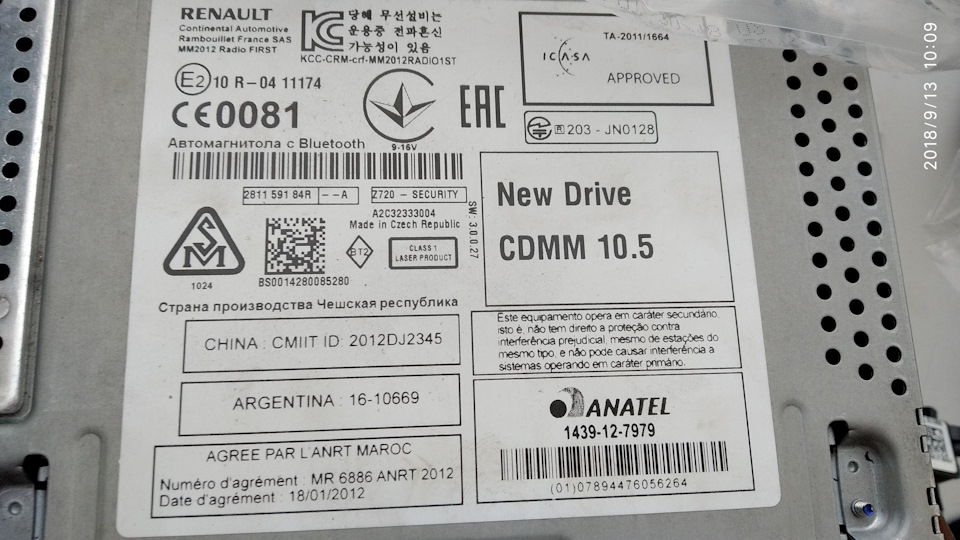 RENAULT
Continental Automotive
Rambouillet France SAS
MM2012 Radio FIRST
당해 무선설비는
운용중 전파혼신
가능성이 있음
KCC-CRM-crf-MM2012RADIO1ST
TA-2011/1664
ICASA
APPROVED
E2 10 R-04 11174
CE0081
9-16V
EAC
R 203 - JN0128
Автомагнитола с Bluetooth
2811 591 84R --A
Z720 - SECURITY
A2C32333004
Made in Czech Republic
SW: 3.0.0.27
New Drive
CDMM 10.5
SM
1024
BT2
CLASS 1
LASER PRODUCT
BS0014280085280
Страна производства Чешская республика
CHINA : CMIIT ID: 2012DJ2345
ARGENTINA : 16-10669
AGREE PAR L'ANRT MAROC
Numéro d'agrément : MR 6886 ANRT 2012
Date d'agrément : 18/01/2012
Este equipamento opera em caráter secundário.
isto é, não tem direito a proteção contra
interferência prejudicial, mesmo de estações do
mesmo tipo, e não pode causar interferência a
sistemas operando em caráter primário.
ANATEL
1439-12-7979
(01)07894476056264
2018/9/13 10:09